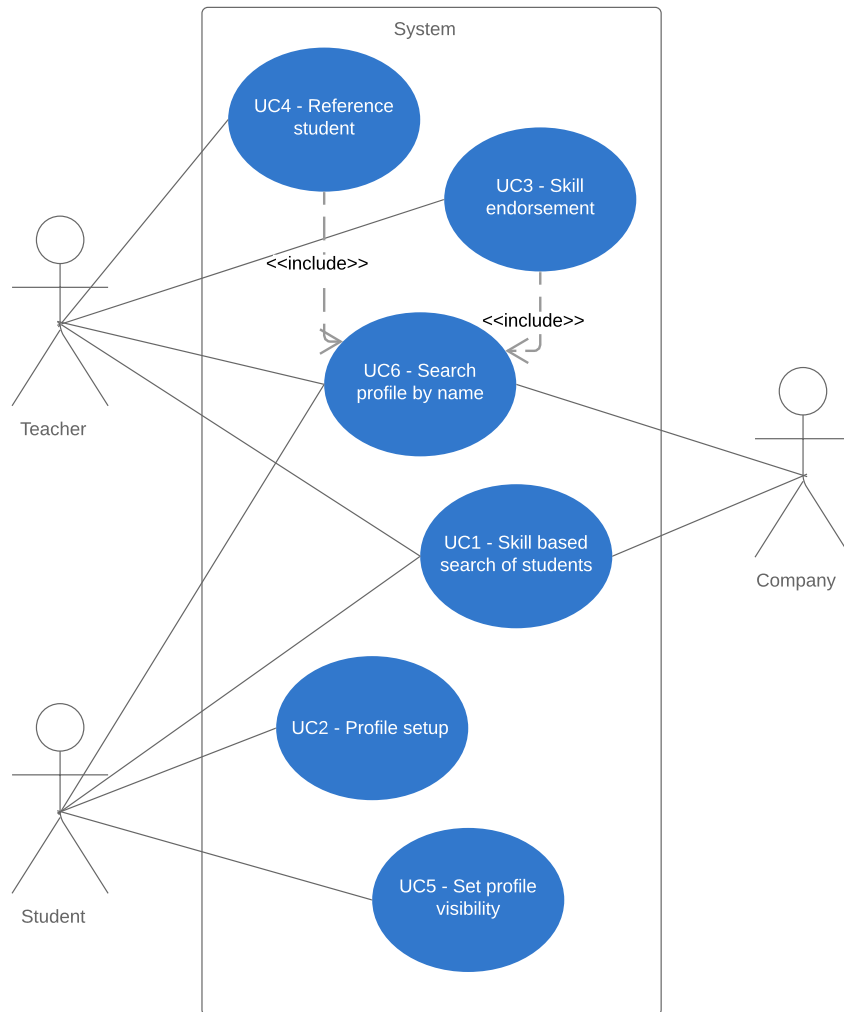 System
UC4 - Reference
student
UC3 - Skill
endorsement
<<include>>
<<include>>
UC6 - Search
profile by name
Teacher
UC1 - Skill based
search of students
Company
UC2 - Profile setup
UC5 - Set profile
visibility
Student